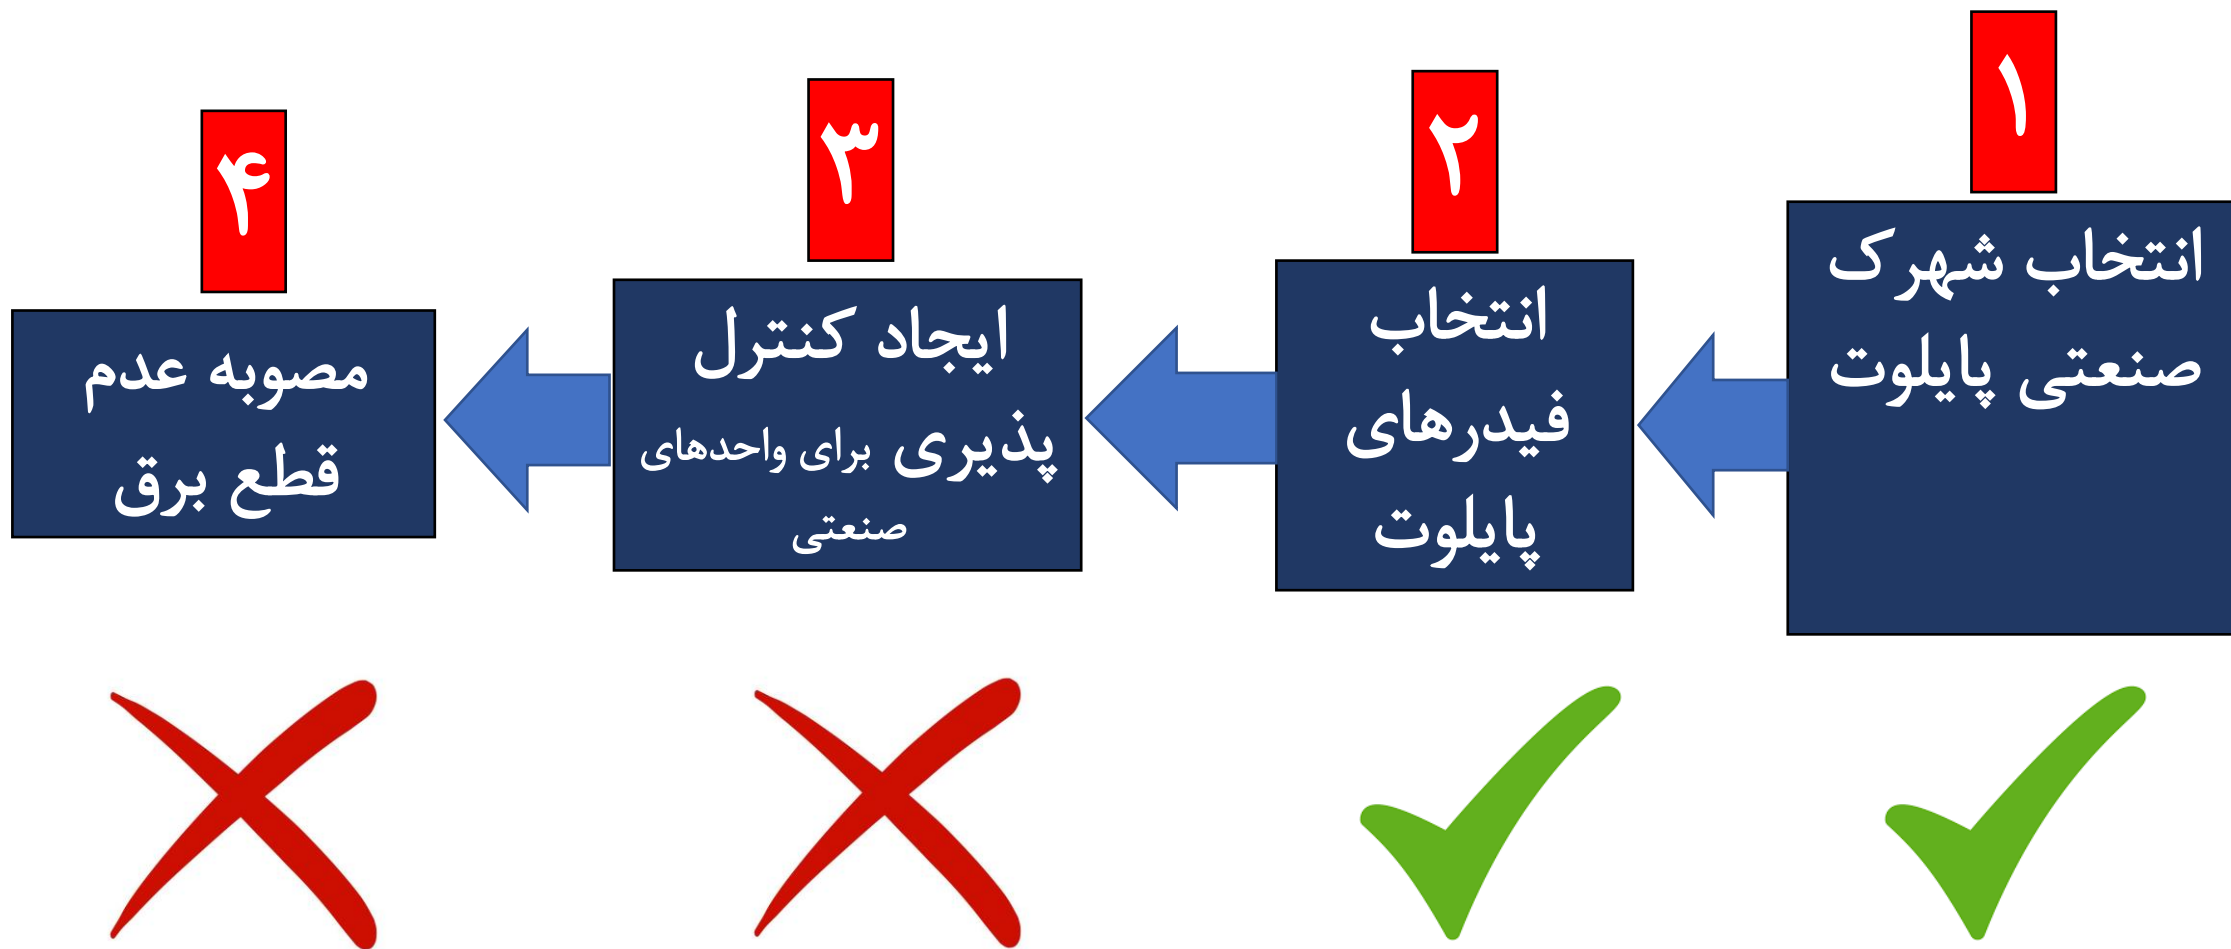 ۱
انتخاب شهرک
صنعتی پایلوت
۲
انتخاب
فیدرهای
پایلوت
۳
ایجاد کنترل
پذیری برای واحدهای
صنعتی
۴
مصوبه عدم
قطع برق